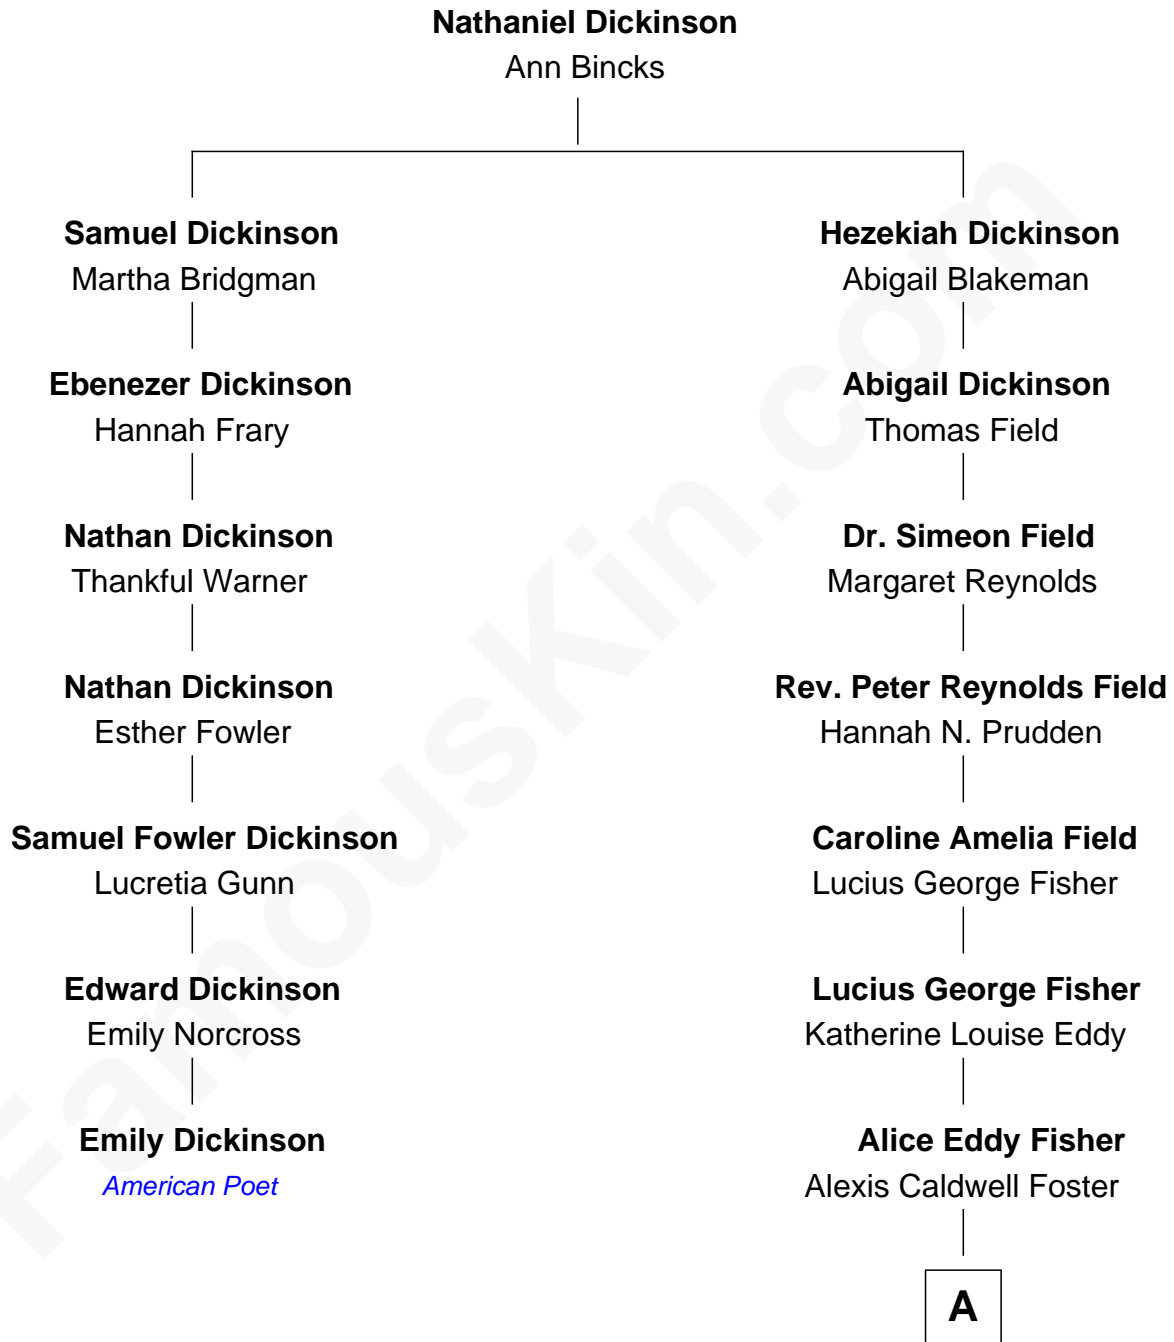 Nathaniel Dickinson
Ann Bincks
Samuel Dickinson
Martha Bridgman
Hezekiah Dickinson
Abigail Blakeman
Ebenezer Dickinson
Hannah Frary
Abigail Dickinson
Thomas Field
Nathan Dickinson
Thankful Warner
Dr. Simeon Field
Margaret Reynolds
Nathan Dickinson
Esther Fowler
Rev. Peter Reynolds Field
Hannah N. Prudden
Samuel Fowler Dickinson
Lucretia Gunn
Caroline Amelia Field
Lucius George Fisher
Edward Dickinson
Emily Norcross
Lucius George Fisher
Katherine Louise Eddy
Emily Dickinson
American Poet
Alice Eddy Fisher
Alexis Caldwell Foster
A
FamousKin.com